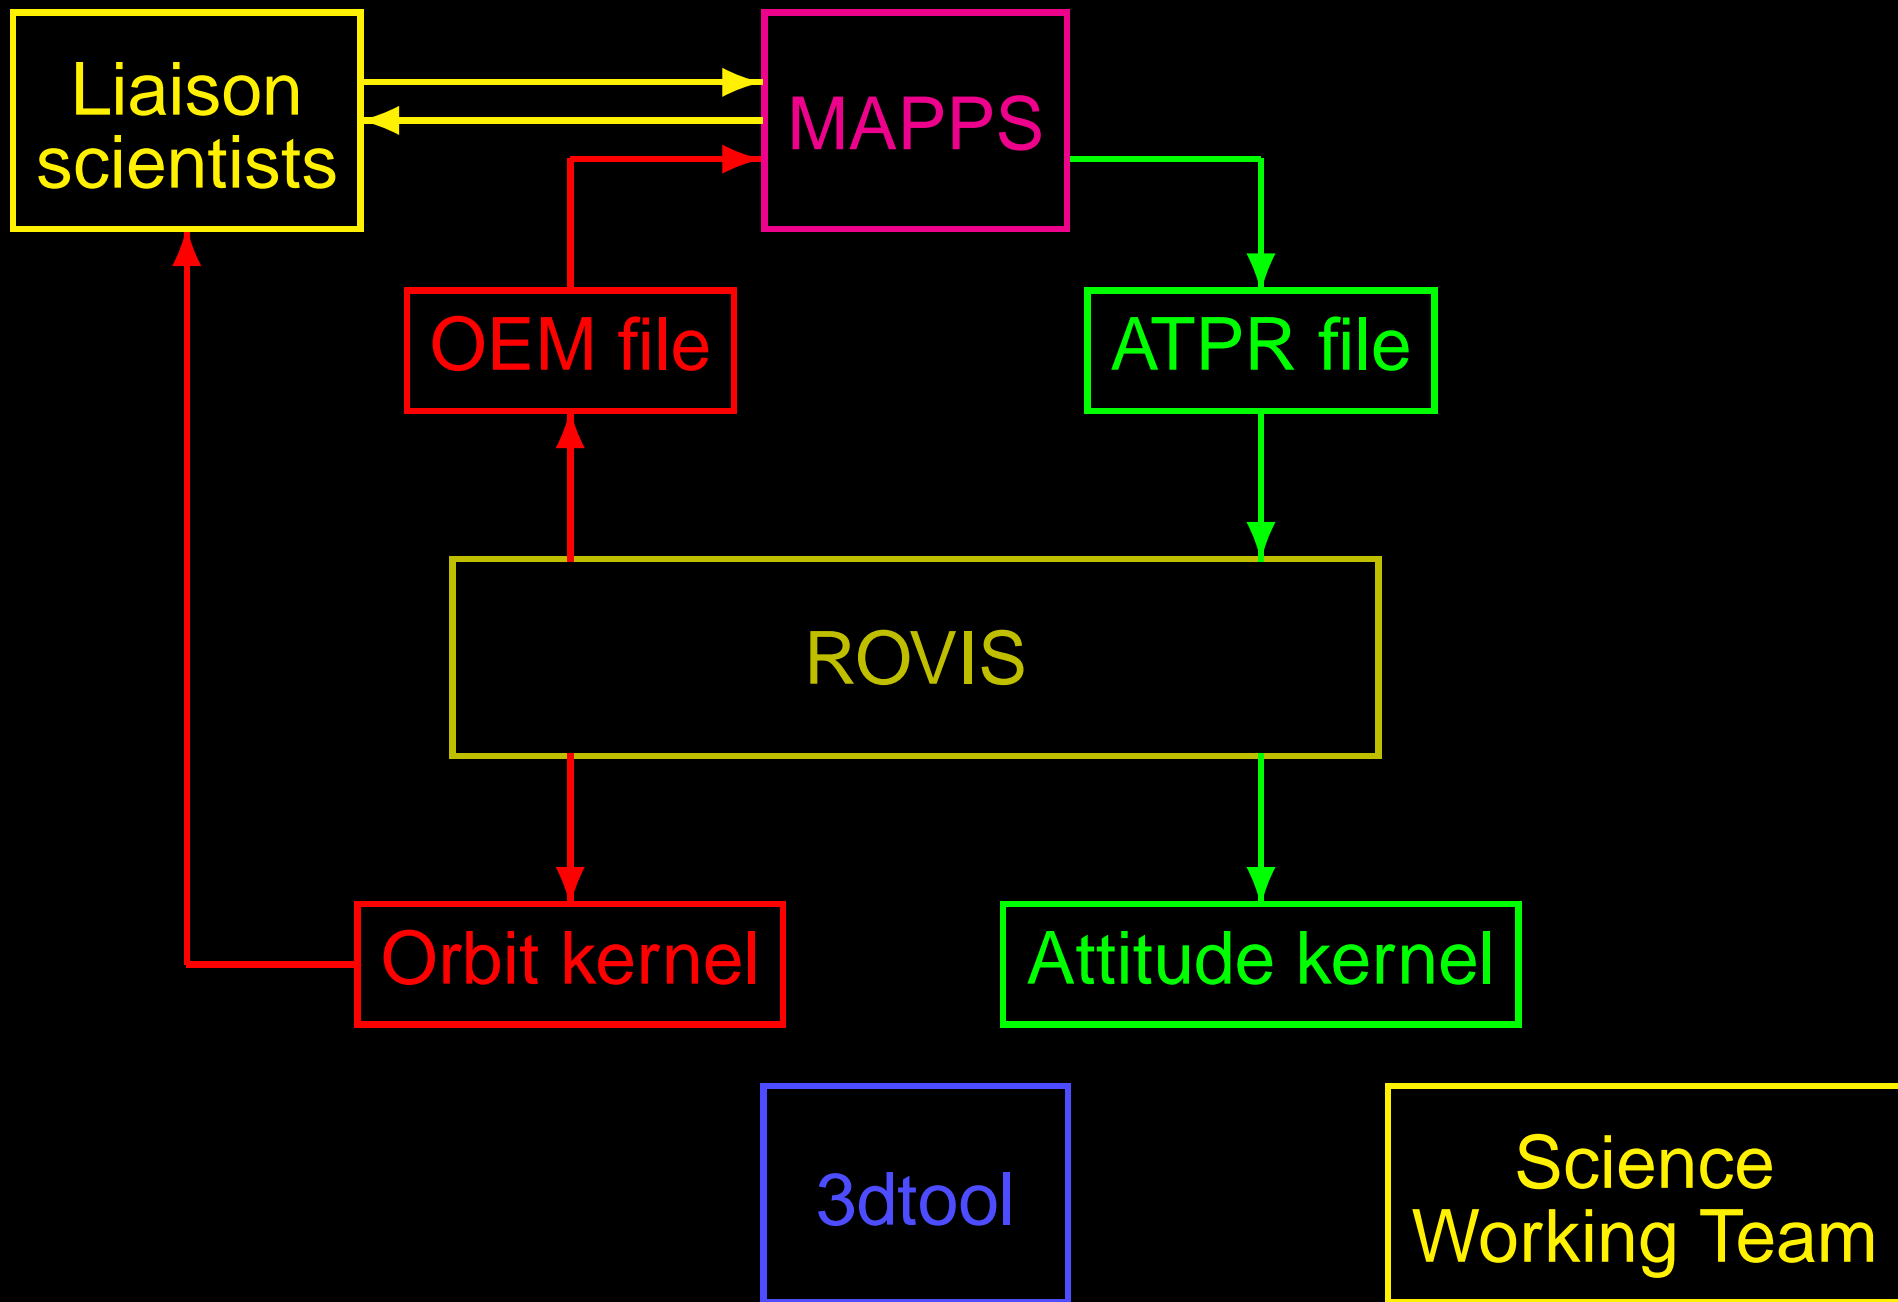 Liaison
scientists
MAPPS
OEM file
ATPR file
ROVIS
Orbit kernel
Attitude kernel
3dtool
Science
Working Team